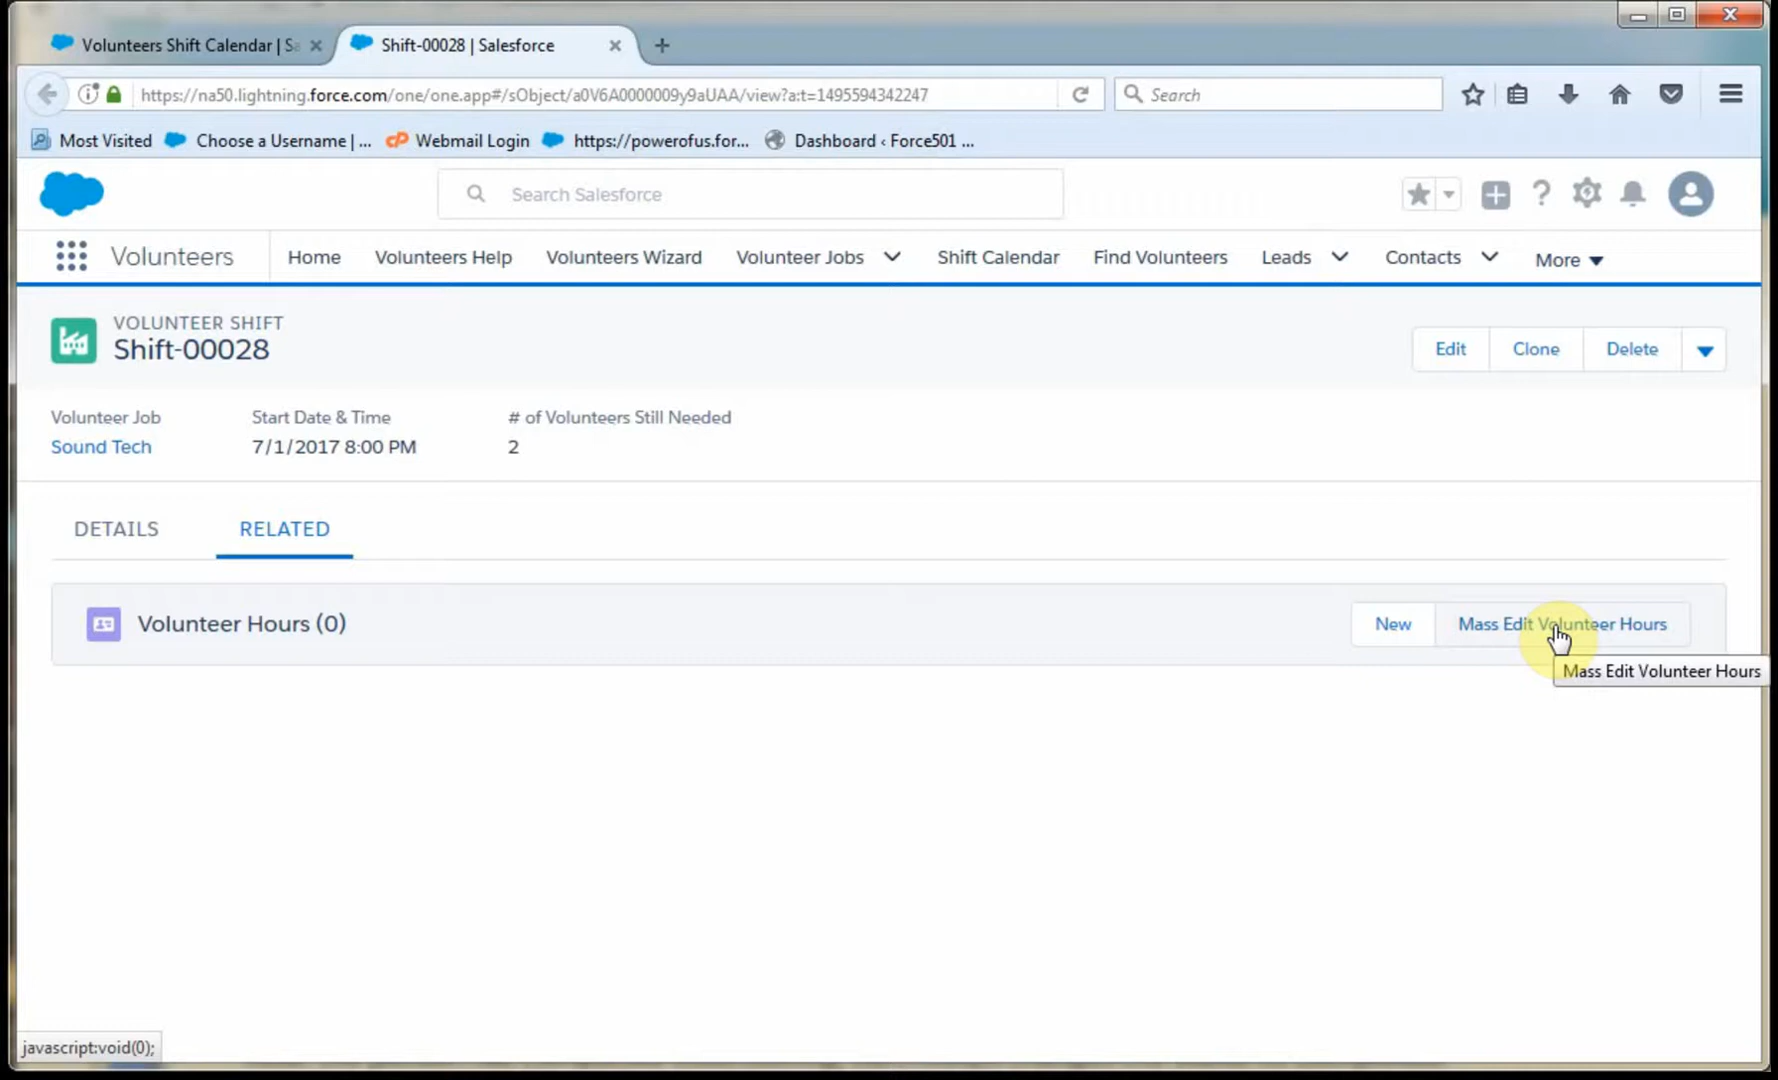 Volunteers Shift Calendar | Sa
Shift-00028 | Salesforce
https://na50.lightning.force.com/one/one.app#/sObject/a0V6A0000009y9aUAA/view?a:t=1495594342247
Search
Most Visited
Choose a Username | ...
cP Webmail Login
https://powerofus.for...
Dashboard ‹ Force501 ...
Search Salesforce
Volunteers
Home
Volunteers Help
Volunteers Wizard
Volunteer Jobs
Shift Calendar
Find Volunteers
Leads
Contacts
More
VOLUNTEER SHIFT
Shift-00028
Edit
Clone
Delete
Volunteer Job
Start Date & Time
# of Volunteers Still Needed
Sound Tech
7/1/2017 8:00 PM
2
DETAILS
RELATED
Volunteer Hours (0)
New
Mass Edit Volunteer Hours
Mass Edit Volunteer Hours
javascript:void(0);